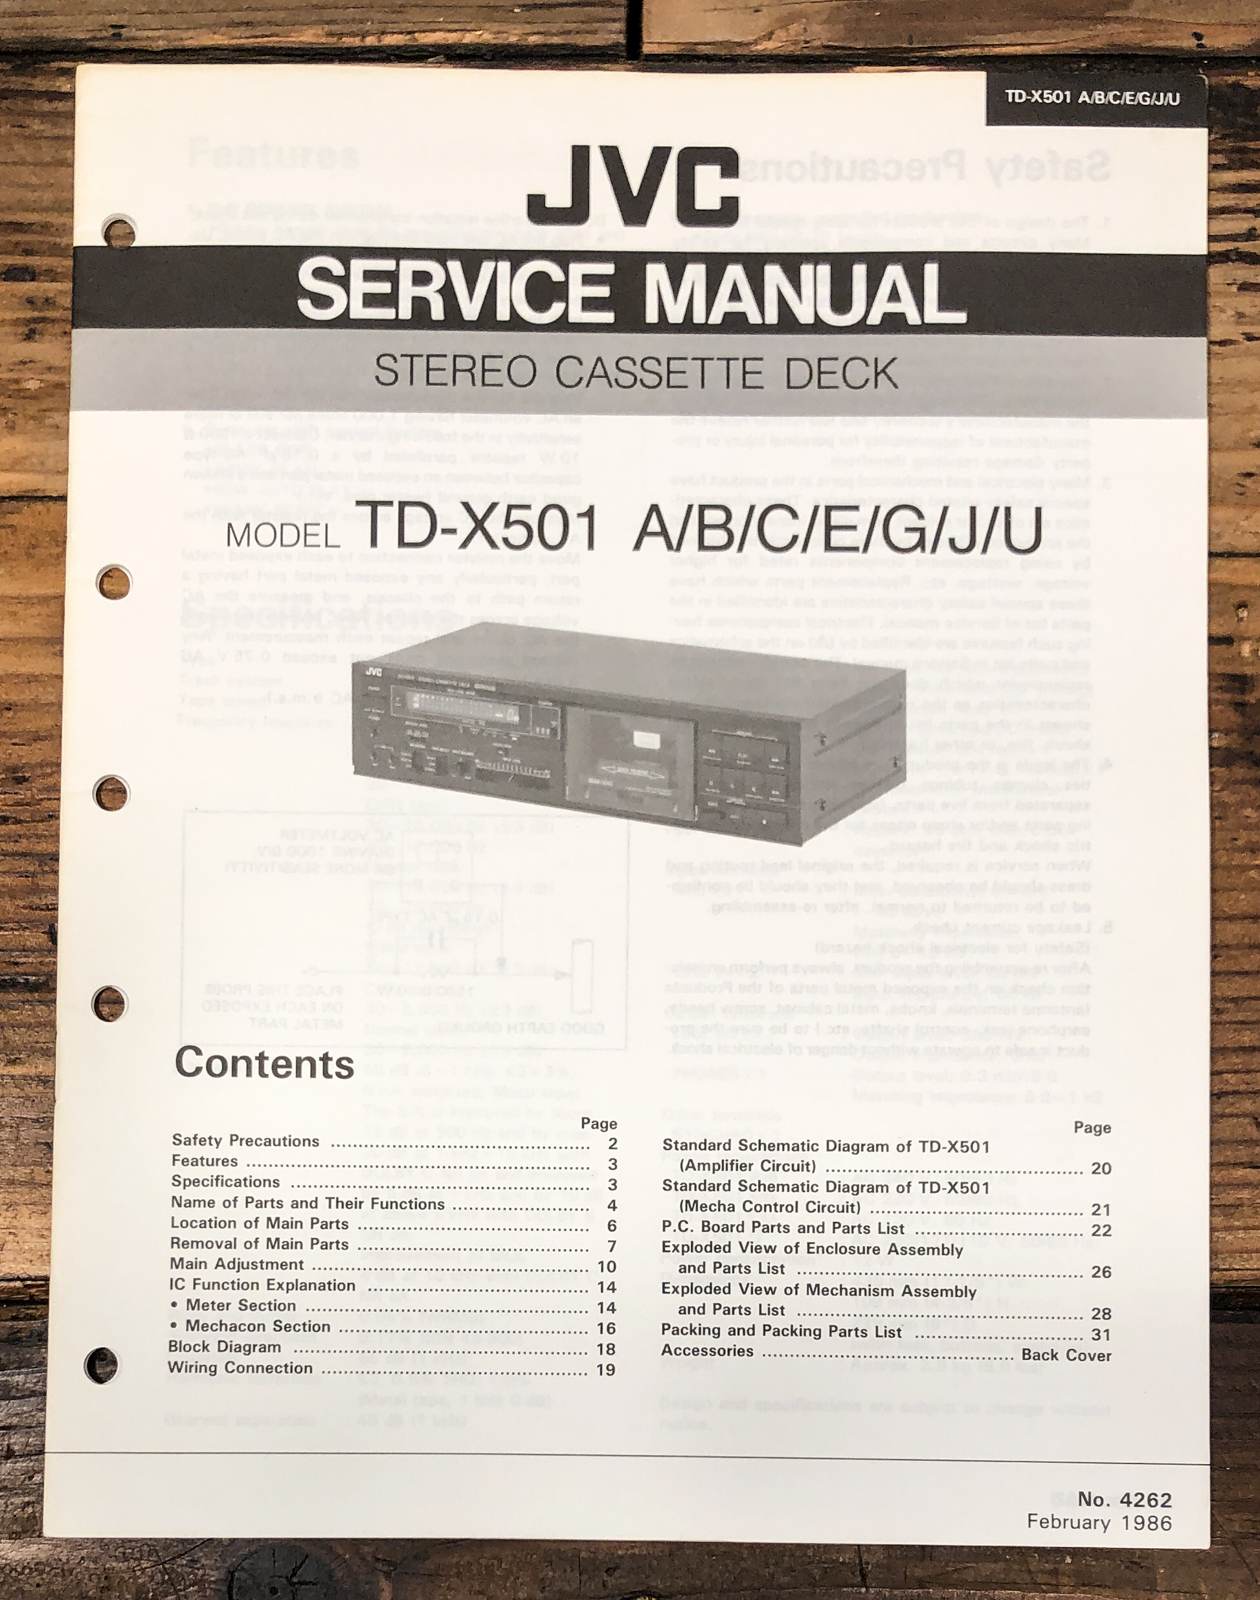 TD-X501 A/B/C/E/G/J/U
JVC
SERVICE MANUAL
STEREO CASSETTE DECK
MODEL TD-X501 A/B/C/E/G/J/U
JVC
Contents
Page
Safety Precautions 2
Features 3
Specifications 3
Name of Parts and Their Functions 4
Location of Main Parts 6
Removal of Main Parts 7
Main Adjustment 10
IC Function Explanation 14
• Meter Section 14
• Mechacon Section 16
Block Diagram 18
Wiring Connection 19
Page
Standard Schematic Diagram of TD-X501
(Amplifier Circuit) 20
Standard Schematic Diagram of TD-X501
(Mecha Control Circuit) 21
P.C. Board Parts and Parts List 22
Exploded View of Enclosure Assembly
and Parts List 26
Exploded View of Mechanism Assembly
and Parts List 28
Packing and Packing Parts List 31
Accessories Back Cover
No. 4262
February 1986